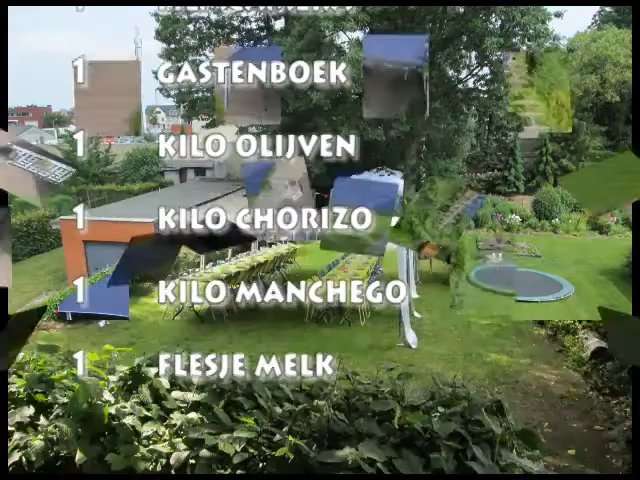 1 GASTENBOEK
1 KILO OLIJVEN
1 KILO CHORIZO
1 KILO MANCHEGO
1 FLESJE MELK